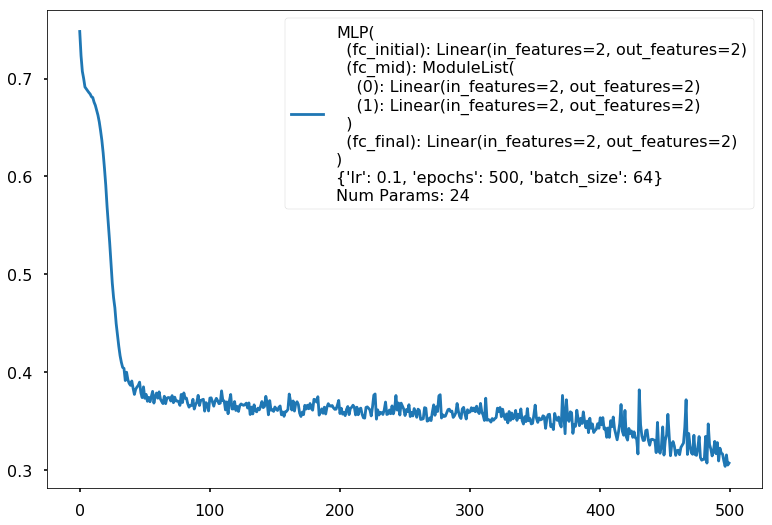 MLP(
(fc_initial): Linear(in_features=2, out_features=2)
(fc_mid): ModuleList(
(0): Linear(in_features=2, out_features=2)
(1): Linear(in_features=2, out_features=2)
)
(fc_final): Linear(in_features=2, out_features=2)
)
{'lr': 0.1, 'epochs': 500, 'batch_size': 64}
Num Params: 24
0.7
0.6
0.5
0.4
0.3
0 100 200 300 400 500